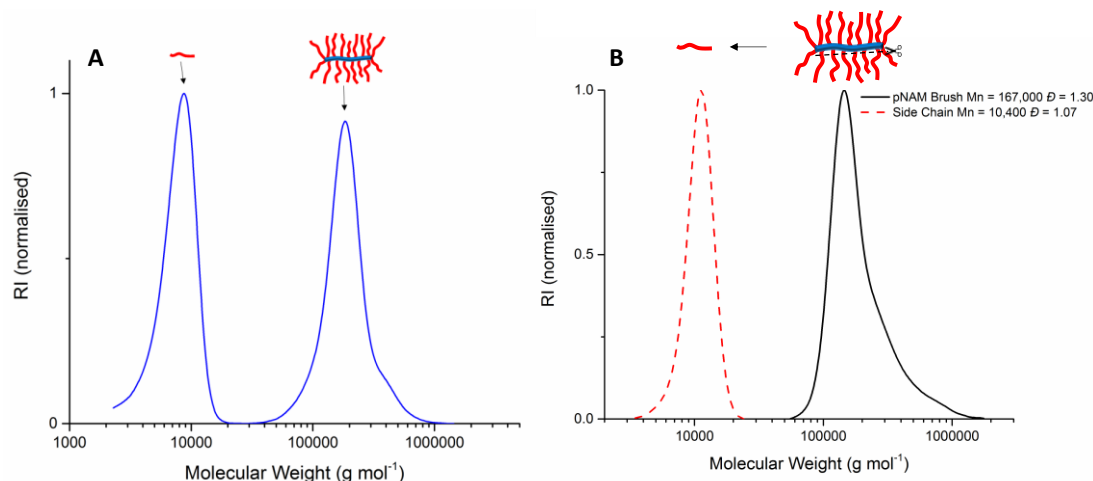 A
1
0
RI (normalised)
1000
10000
100000
1000000
Molecular Weight (g mol⁻¹)
B
pNAM Brush Mn = 167,000 Đ = 1.30
Side Chain Mn = 10,400 Đ = 1.07
1.0
0.5
0.0
RI (normalised)
10000
100000
1000000
Molecular Weight (g mol⁻¹)